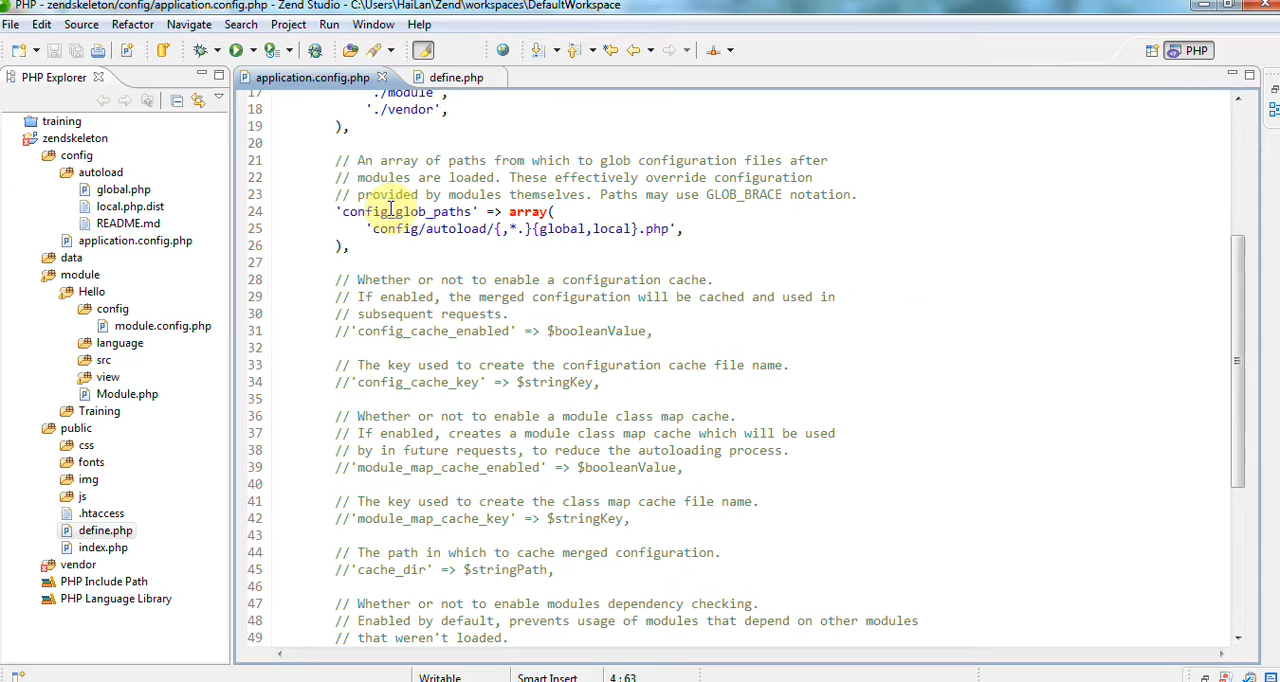 PHP - zendskeleton/config/application.config.php - Zend Studio - C:\Users\HaiLan\Zend\workspaces\DefaultWorkspace
File Edit Source Refactor Navigate Search Project Run Window Help
PHP
PHP Explorer
application.config.php
define.php
training
zendskeleton
config
autoload
global.php
local.php.dist
README.md
application.config.php
data
module
Hello
config
module.config.php
language
src
view
Module.php
Training
public
css
fonts
img
js
.htaccess
define.php
index.php
vendor
PHP Include Path
PHP Language Library
17 './module',
18 './vendor',
19 ),
20
21 // An array of paths from which to glob configuration files after
22 // modules are loaded. These effectively override configuration
23 // provided by modules themselves. Paths may use GLOB_BRACE notation.
24 'config_glob_paths' => array(
25 'config/autoload/{,*.}{global,local}.php',
26 ),
27
28 // Whether or not to enable a configuration cache.
29 // If enabled, the merged configuration will be cached and used in
30 // subsequent requests.
31 //'config_cache_enabled' => $booleanValue,
32
33 // The key used to create the configuration cache file name.
34 //'config_cache_key' => $stringKey,
35
36 // Whether or not to enable a module class map cache.
37 // If enabled, creates a module class map cache which will be used
38 // by in future requests, to reduce the autoloading process.
39 //'module_map_cache_enabled' => $booleanValue,
40
41 // The key used to create the class map cache file name.
42 //'module_map_cache_key' => $stringKey,
43
44 // The path in which to cache merged configuration.
45 //'cache_dir' => $stringPath,
46
47 // Whether or not to enable modules dependency checking.
48 // Enabled by default, prevents usage of modules that depend on other modules
49 // that weren't loaded.
Writable Smart Insert 4 : 63